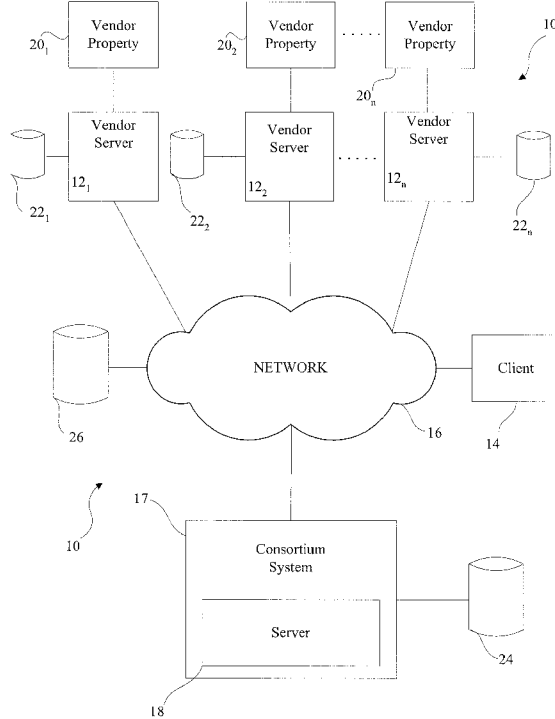 Vendor
Property
20₁
Vendor
Property
20₂
. . . . .
Vendor
Property
20ₙ
10
Vendor
Server
12₁
22₁
Vendor
Server
12₂
22₂
. . . . .
Vendor
Server
12ₙ
22ₙ
NETWORK
26
16
Client
14
10
17
Consortium
System
Server
18
24